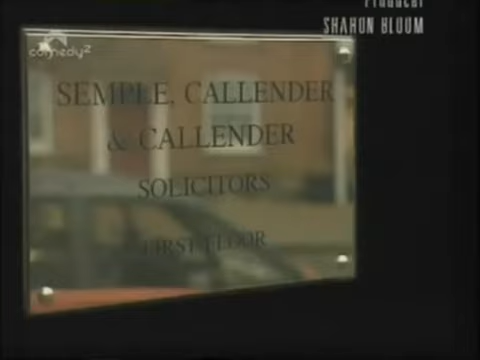 Producer
SHARON BLOOM
comedy2
SEMPLE, CALLENDER
& CALLENDER
SOLICITORS
FIRST FLOOR